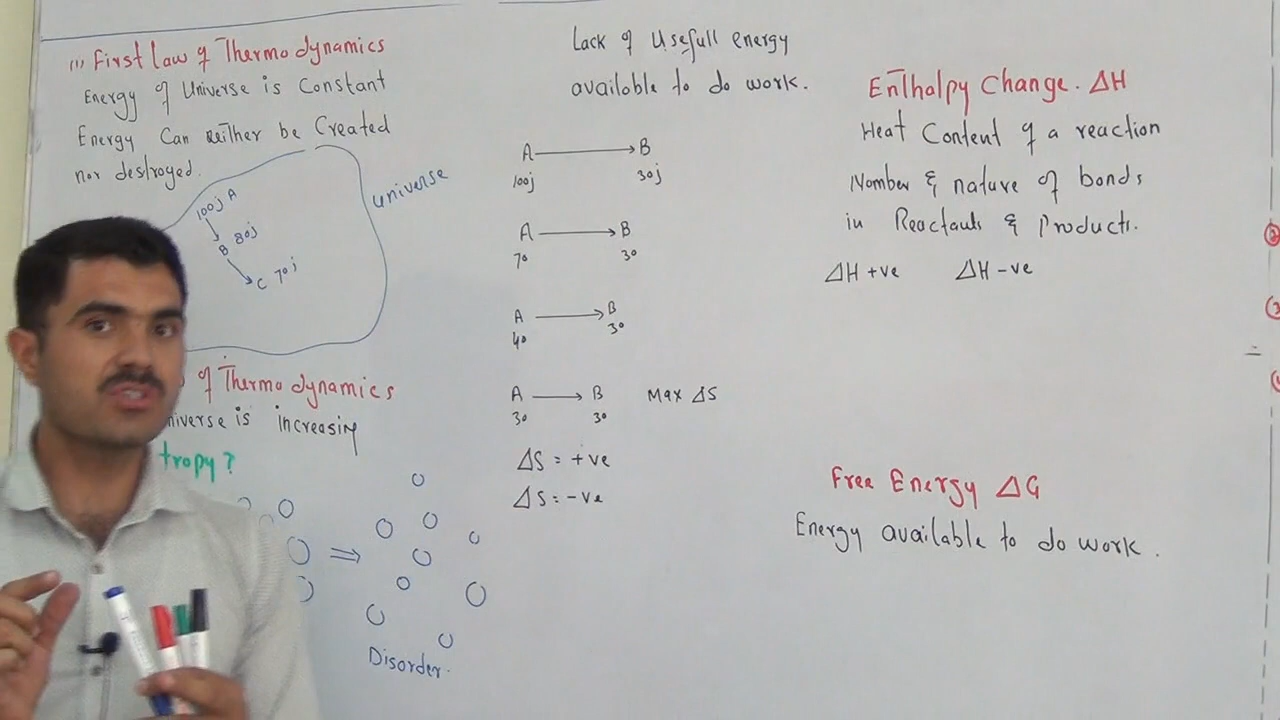 (1) First Law of Thermodynamics
Energy of Universe is Constant
Energy Can neither be Created
nor destroyed.
100j A
B 80j
C 70j
universe
of Thermodynamics
niverse is increasing
tropy?
Disorder.
Lack of Usefull energy
available to do work.
A → B
100j 30j
A → B
70 30
A → B
40 30
A → B Max ΔS
30 30
ΔS = +ve
ΔS = -ve
Enthalpy Change. ΔH
Heat Content of a reaction
Number & nature of bonds
in Reactants & Products.
ΔH +ve ΔH -ve
Free Energy ΔG
Energy available to do work.